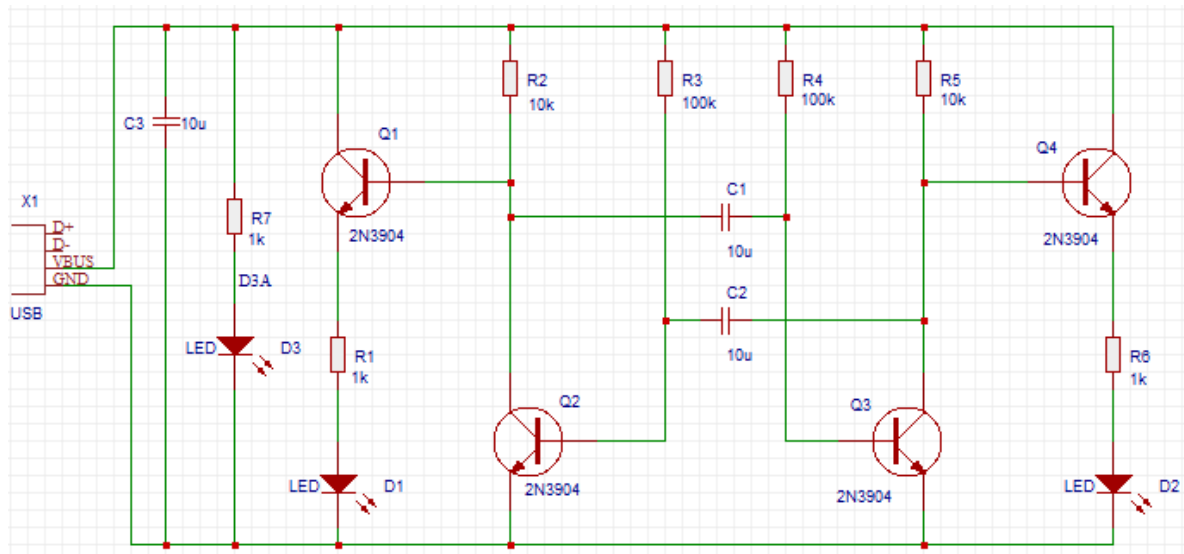 R2
10k
R3
100k
R4
100k
R5
10k
C3
10u
Q1
Q4
X1
D+
D-
VBUS
GND
USB
R7
1k
D3A
2N3904
C1
10u
2N3904
C2
10u
LED
D3
R1
1k
R6
1k
Q2
Q3
LED
D1
2N3904
2N3904
LED
D2